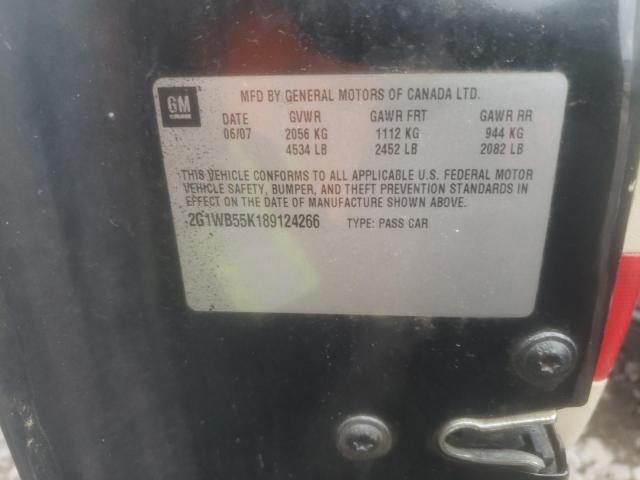 GM
MFD BY GENERAL MOTORS OF CANADA LTD.
DATE GVWR GAWR FRT GAWR RR
06/07 2056 KG 1112 KG 944 KG
4534 LB 2452 LB 2082 LB
THIS VEHICLE CONFORMS TO ALL APPLICABLE U.S. FEDERAL MOTOR
VEHICLE SAFETY, BUMPER, AND THEFT PREVENTION STANDARDS IN
EFFECT ON THE DATE OF MANUFACTURE SHOWN ABOVE.
2G1WB55K189124266 TYPE: PASS CAR